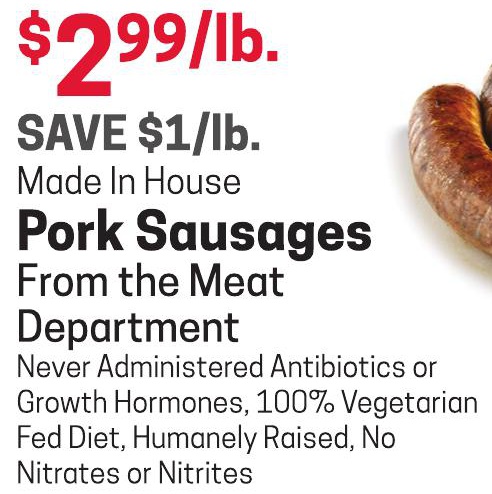 $2.99/lb.
SAVE $1/lb.
Made In House
Pork Sausages
From the Meat
Department
Never Administered Antibiotics or
Growth Hormones, 100% Vegetarian
Fed Diet, Humanely Raised, No
Nitrates or Nitrites